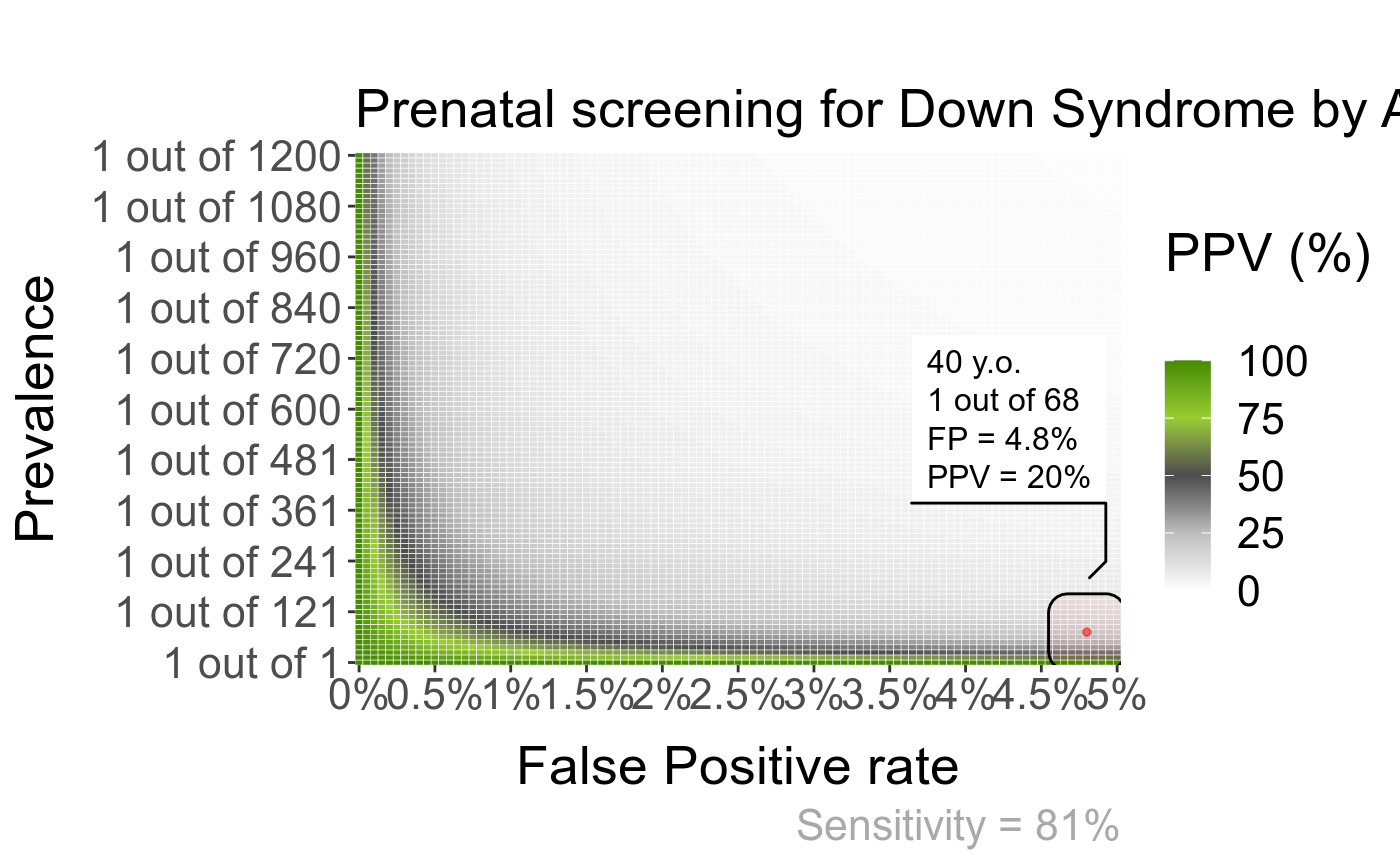 Prenatal screening for Down Syndrome by
Prevalence
1 out of 1200
1 out of 1080
1 out of 960
1 out of 840
1 out of 720
1 out of 600
1 out of 481
1 out of 361
1 out of 241
1 out of 121
1 out of 1
40 y.o.
1 out of 68
FP = 4.8%
PPV = 20%
PPV (%)
100
75
50
25
0
0% 0.5% 1% 1.5% 2% 2.5% 3% 3.5% 4% 4.5% 5%
False Positive rate
Sensitivity = 81%